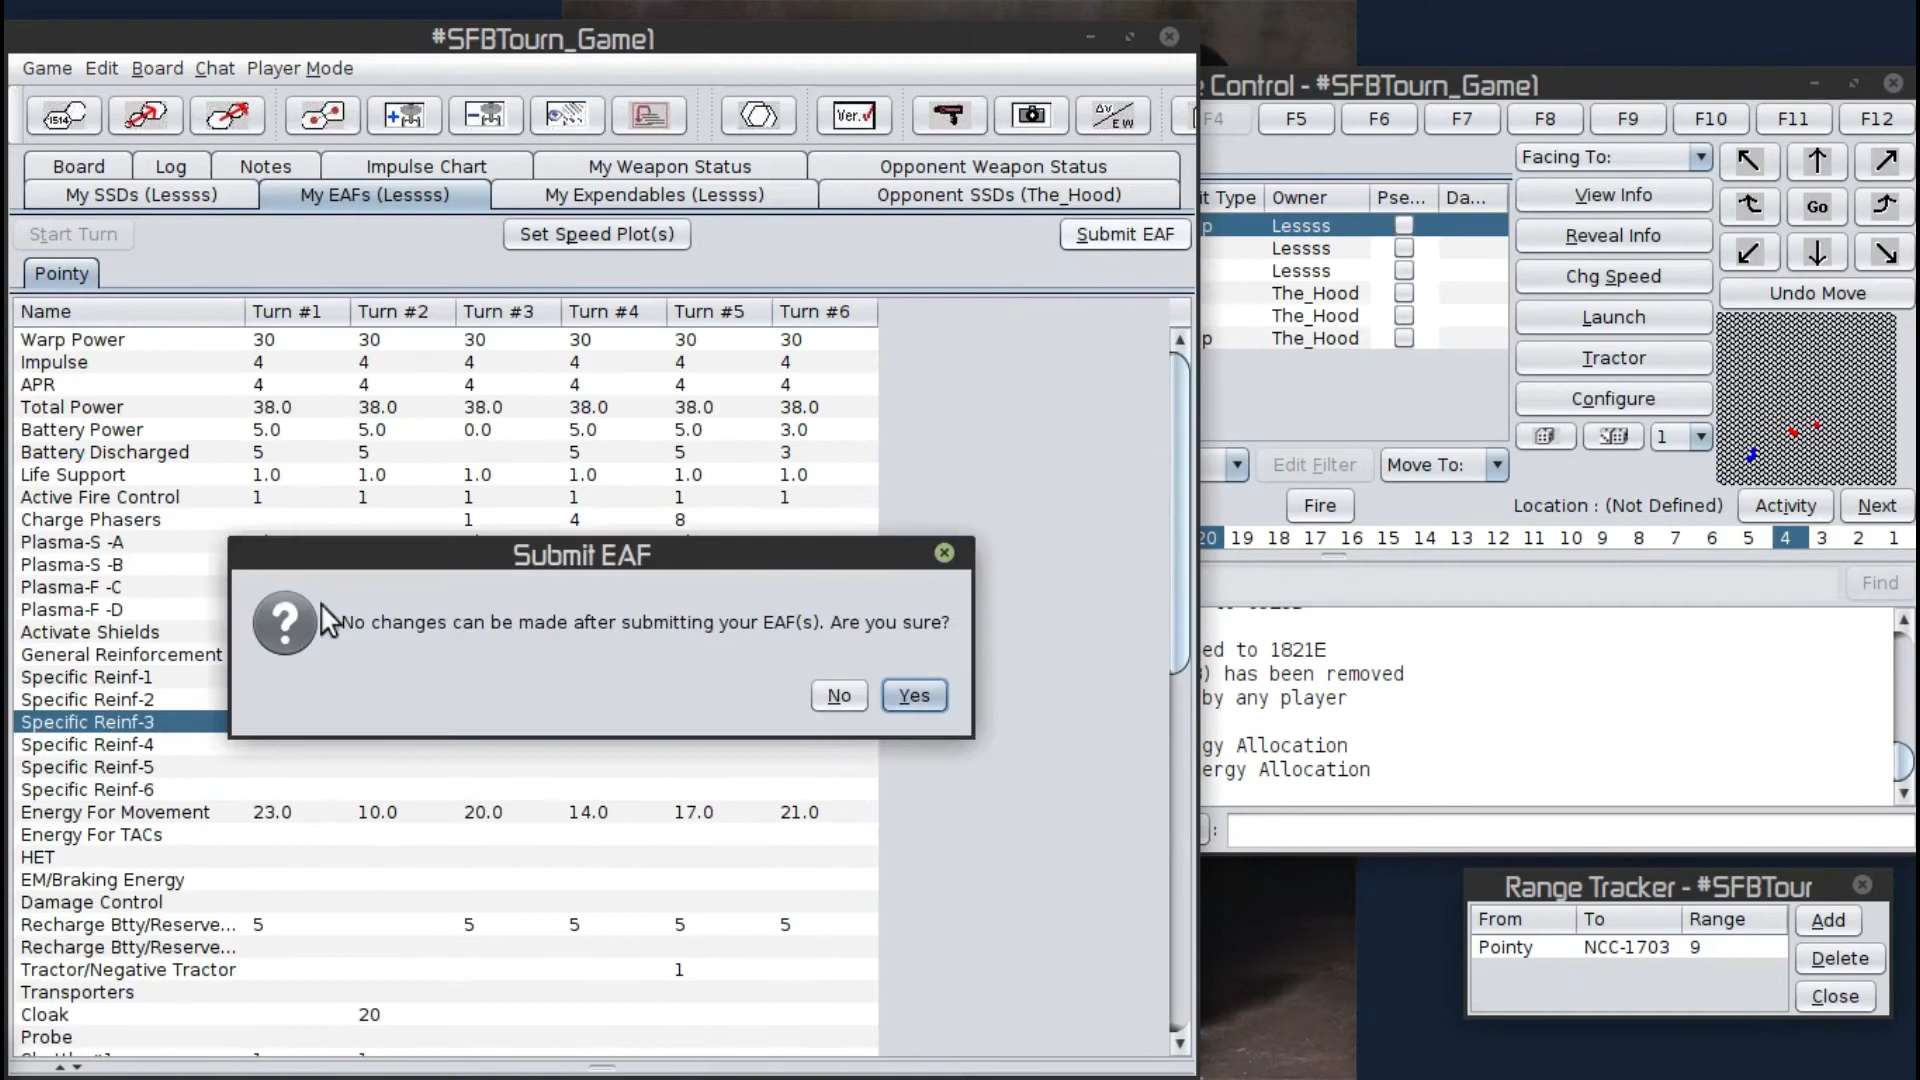 #SFBTourn_Game1
Game Edit Board Chat Player Mode
1514 Ver. ΔV/EW
Board Log Notes Impulse Chart My Weapon Status Opponent Weapon Status
My SSDs (Lessss) My EAFs (Lessss) My Expendables (Lessss) Opponent SSDs (The_Hood)
Start Turn Set Speed Plot(s) Submit EAF
Pointy
Name Turn #1 Turn #2 Turn #3 Turn #4 Turn #5 Turn #6
Warp Power 30 30 30 30 30 30
Impulse 4 4 4 4 4 4
APR 4 4 4 4 4 4
Total Power 38.0 38.0 38.0 38.0 38.0 38.0
Battery Power 5.0 5.0 0.0 5.0 5.0 3.0
Battery Discharged 5 5 5 5 3
Life Support 1.0 1.0 1.0 1.0 1.0 1.0
Active Fire Control 1 1 1 1 1 1
Charge Phasers 1 4 8
Plasma-S -A
Plasma-S -B
Plasma-F -C
Plasma-F -D
Activate Shields
General Reinforcement
Specific Reinf-1
Specific Reinf-2
Specific Reinf-3
Specific Reinf-4
Specific Reinf-5
Specific Reinf-6
Energy For Movement 23.0 10.0 20.0 14.0 17.0 21.0
Energy For TACs
HET
EM/Braking Energy
Damage Control
Recharge Btty/Reserve... 5 5 5 5 5
Recharge Btty/Reserve...
Tractor/Negative Tractor 1
Transporters
Cloak 20
Probe
Submit EAF
No changes can be made after submitting your EAF(s). Are you sure?
No Yes
e Control - #SFBTourn_Game1
F4 F5 F6 F7 F8 F9 F10 F11 F12
it Type Owner Pse... Da...
p Lessss
Lessss
Lessss
The_Hood
The_Hood
p The_Hood
Facing To:
View Info
Reveal Info
Chg Speed
Launch
Tractor
Configure
1
Go
Undo Move
Edit Filter Move To:
Fire Location : (Not Defined) Activity Next
20 19 18 17 16 15 14 13 12 11 10 9 8 7 6 5 4 3 2 1
Find
ed to 1821E
) has been removed
by any player
gy Allocation
ergy Allocation
:
Range Tracker - #SFBTour
From To Range
Pointy NCC-1703 9
Add
Delete
Close